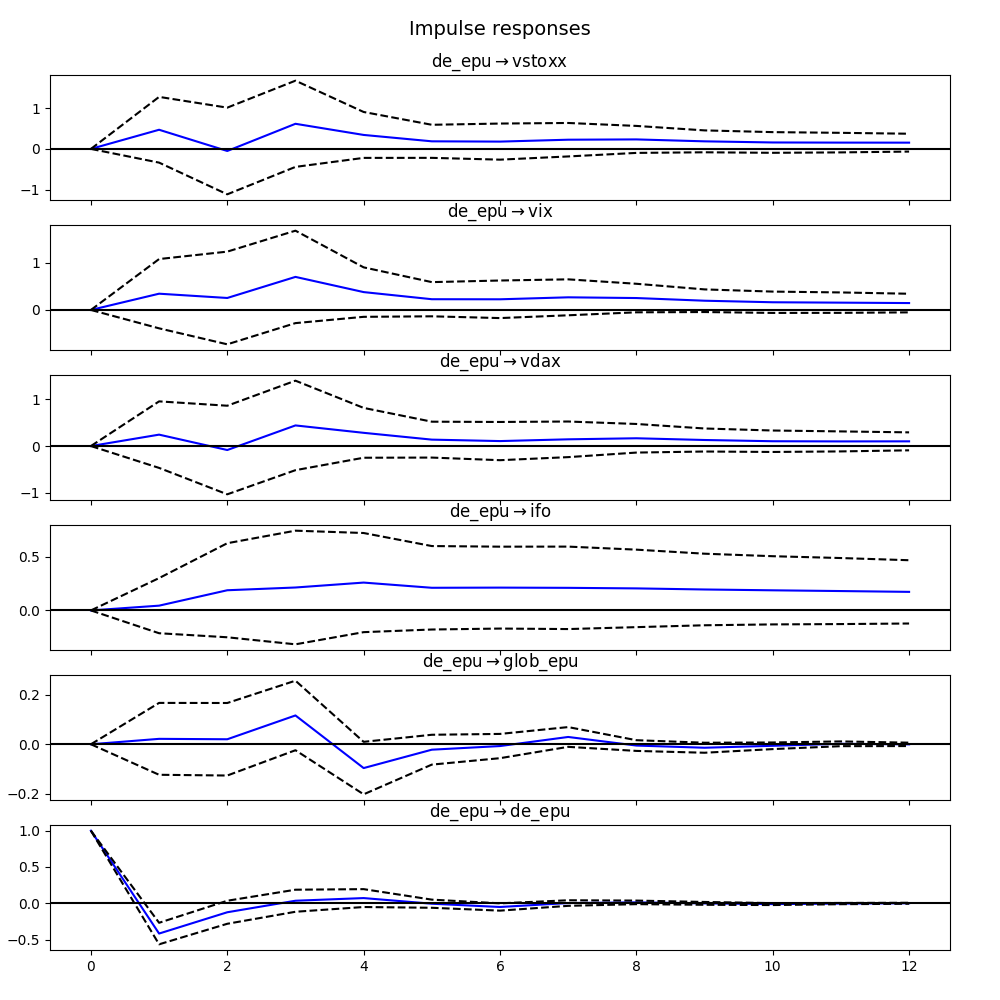 Impulse responses
de_epu→vstoxx
1
0
−1
de_epu→vix
1
0
de_epu→vdax
1
0
−1
de_epu→ifo
0.5
0.0
de_epu→glob_epu
0.2
0.0
−0.2
de_epu→de_epu
1.0
0.5
0.0
−0.5
0 2 4 6 8 10 12